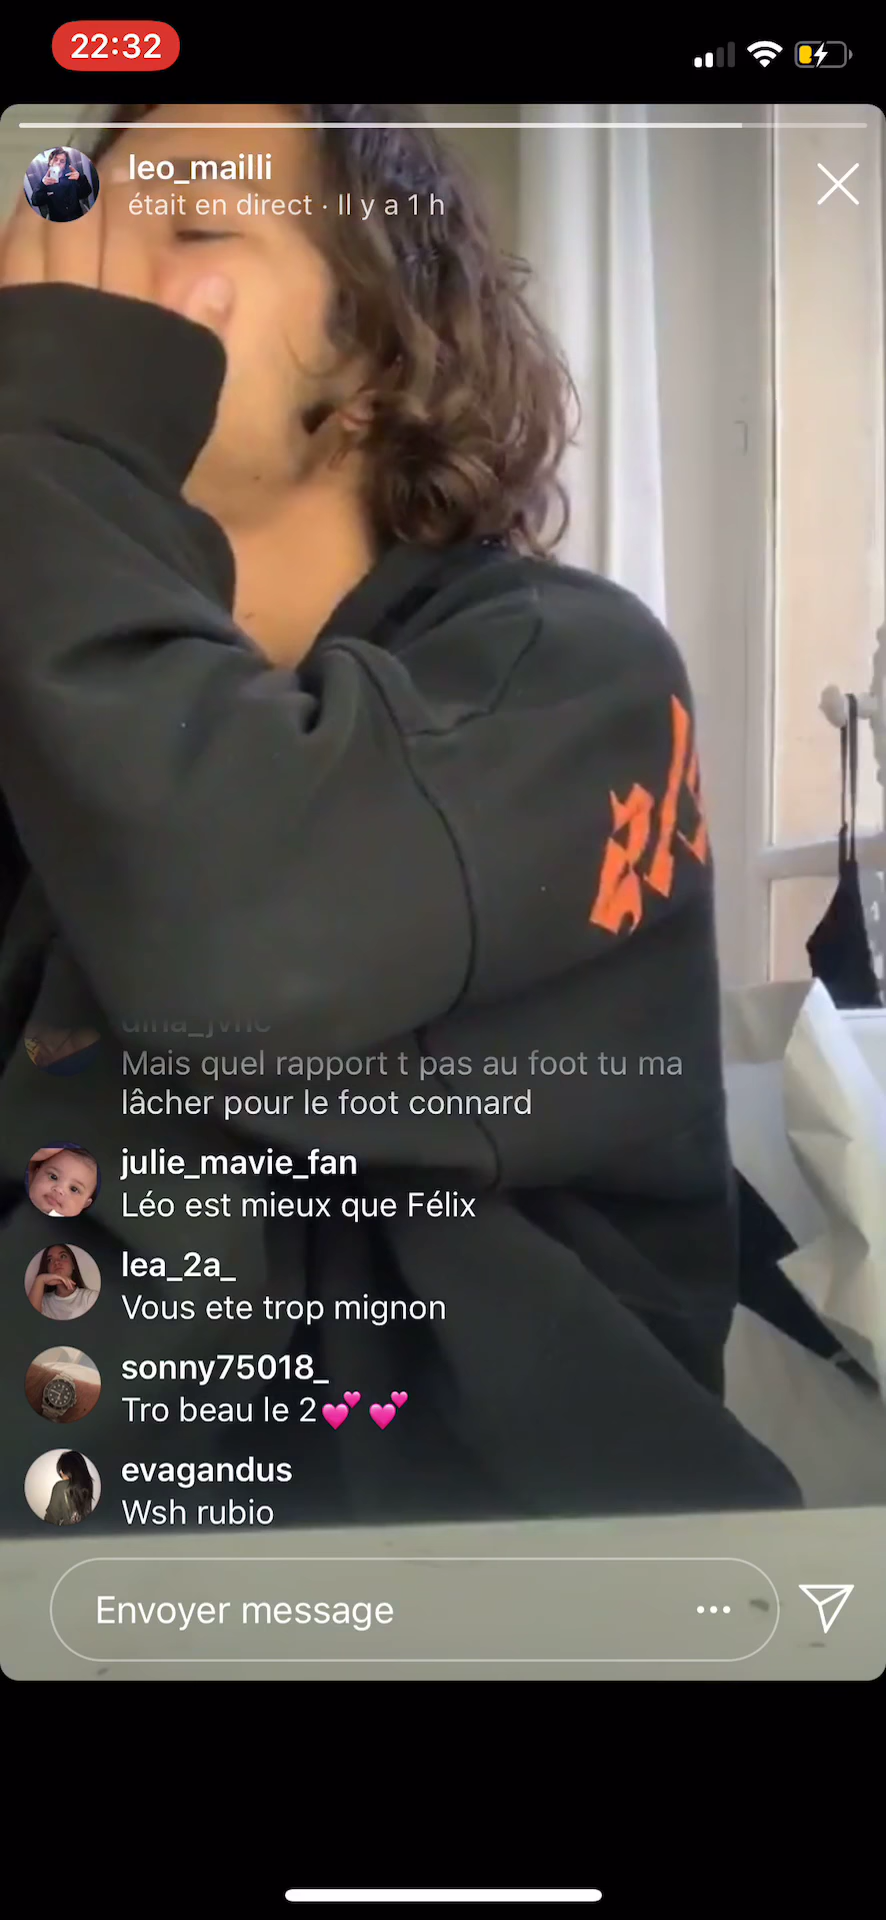 22:32
leo_mailli
était en direct · Il y a 1 h
Mais quel rapport t pas au foot tu ma
lâcher pour le foot connard
julie_mavie_fan
Léo est mieux que Félix
lea_2a_
Vous ete trop mignon
sonny75018_
Tro beau le 2💕 💕
evagandus
Wsh rubio
Envoyer message